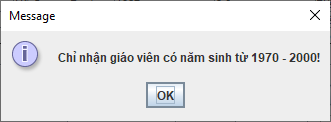 Message
Chỉ nhận giáo viên có năm sinh từ 1970 - 2000!
OK